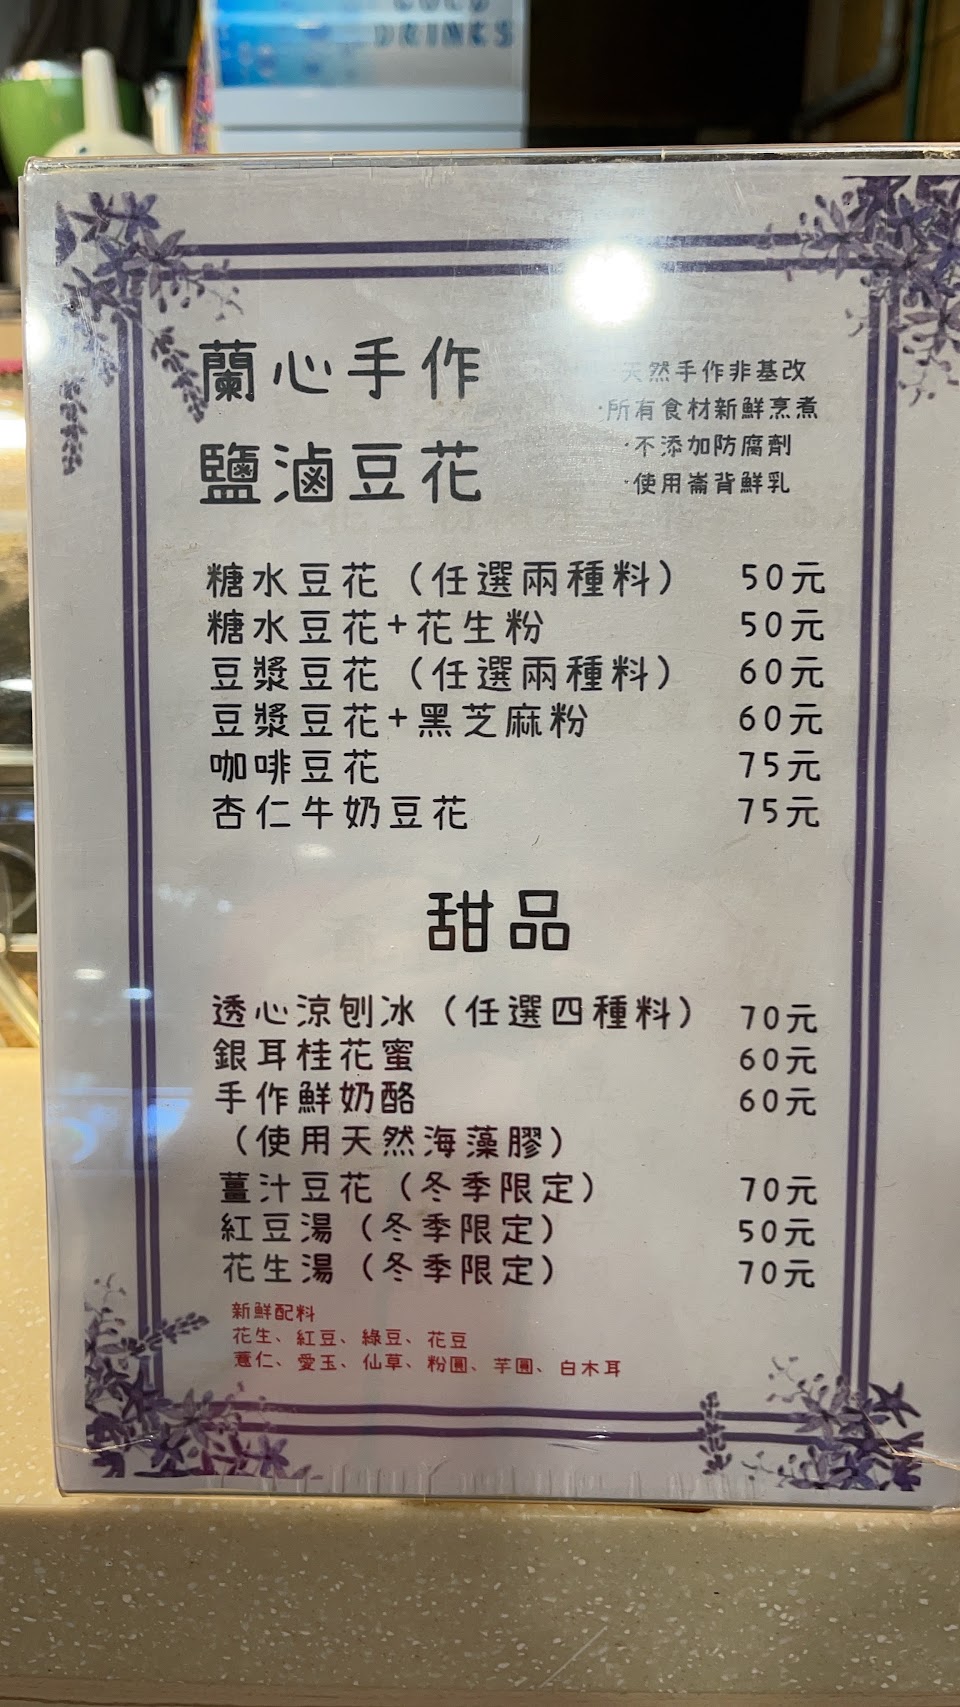 COLD
DRINKS
蘭心手作
鹽滷豆花
天然手作非基改
·所有食材新鮮烹煮
·不添加防腐劑
·使用崙背鮮乳
糖水豆花（任選兩種料） 50元
糖水豆花+花生粉 50元
豆漿豆花（任選兩種料） 60元
豆漿豆花+黑芝麻粉 60元
咖啡豆花 75元
杏仁牛奶豆花 75元
甜品
透心涼刨冰（任選四種料） 70元
銀耳桂花蜜 60元
手作鮮奶酪 60元
（使用天然海藻膠）
薑汁豆花（冬季限定） 70元
紅豆湯（冬季限定） 50元
花生湯（冬季限定） 70元
新鮮配料
花生、紅豆、綠豆、花豆
薏仁、愛玉、仙草、粉圓、芋圓、白木耳